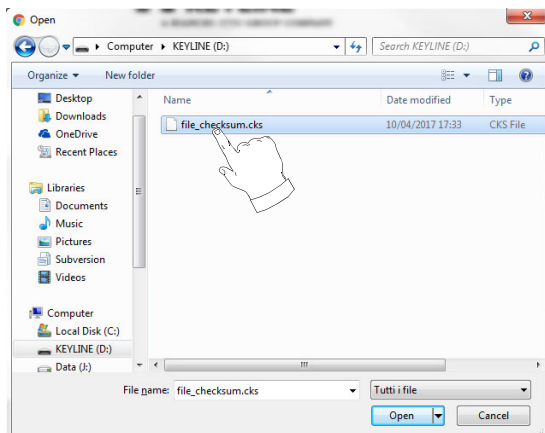 Open
Computer ▸ KEYLINE (D:)
Search KEYLINE (D:)
Organize
New folder
Desktop
Downloads
OneDrive
Recent Places
Libraries
Documents
Music
Pictures
Subversion
Videos
Computer
Local Disk (C:)
KEYLINE (D:)
Data (J:)
Name
Date modified
Type
file_checksum.cks
10/04/2017 17:33
CKS File
File name:
file_checksum.cks
Tutti i file
Open
Cancel